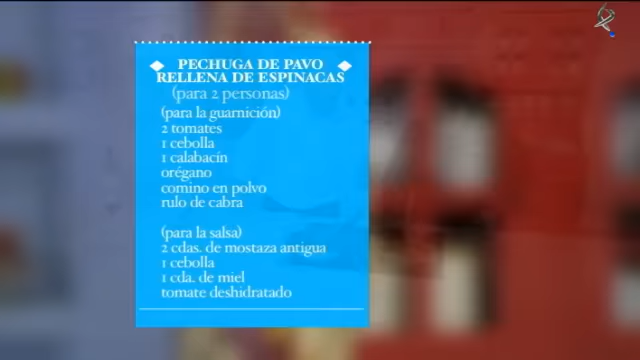 PECHUGA DE PAVO
RELLENA DE ESPINACAS
(para 2 personas)
(para la guarnición)
2 tomates
1 cebolla
1 calabacín
orégano
comino en polvo
rulo de cabra
(para la salsa)
2 cdas. de mostaza antigua
1 cebolla
1 cda. de miel
tomate deshidratado